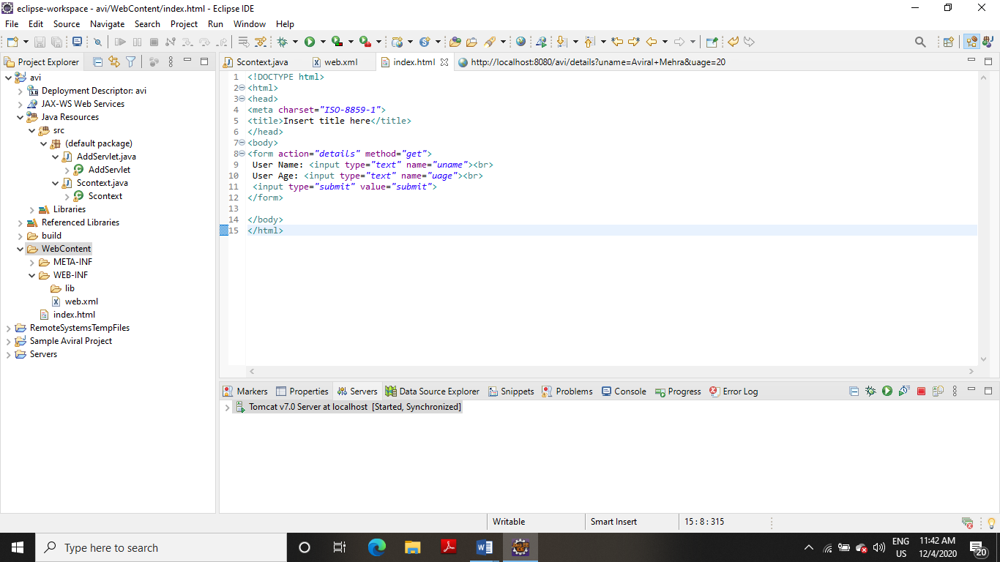 eclipse-workspace - avi/WebContent/index.html - Eclipse IDE
File Edit Source Navigate Search Project Run Window Help
Project Explorer
avi
3.0 Deployment Descriptor: avi
JAX-WS Web Services
Java Resources
src
(default package)
AddServlet.java
AddServlet
Scontext.java
Scontext
Libraries
Referenced Libraries
build
WebContent
META-INF
WEB-INF
lib
web.xml
index.html
RemoteSystemsTempFiles
Sample Aviral Project
Servers
Scontext.java web.xml index.html http://localhost:8080/avi/details?uname=Aviral+Mehra&uage=20
1 <!DOCTYPE html>
2 <html>
3 <head>
4 <meta charset="ISO-8859-1">
5 <title>Insert title here</title>
6 </head>
7 <body>
8 <form action="details" method="get">
9 User Name: <input type="text" name="uname"><br>
10 User Age: <input type="text" name="uage"><br>
11 <input type="submit" value="submit">
12 </form>
13
14 </body>
15 </html>
Markers Properties Servers Data Source Explorer Snippets Problems Console Progress Error Log
Tomcat v7.0 Server at localhost [Started, Synchronized]
Writable Smart Insert 15 : 8 : 315
Type here to search
ENG
US
11:42 AM
12/4/2020
20